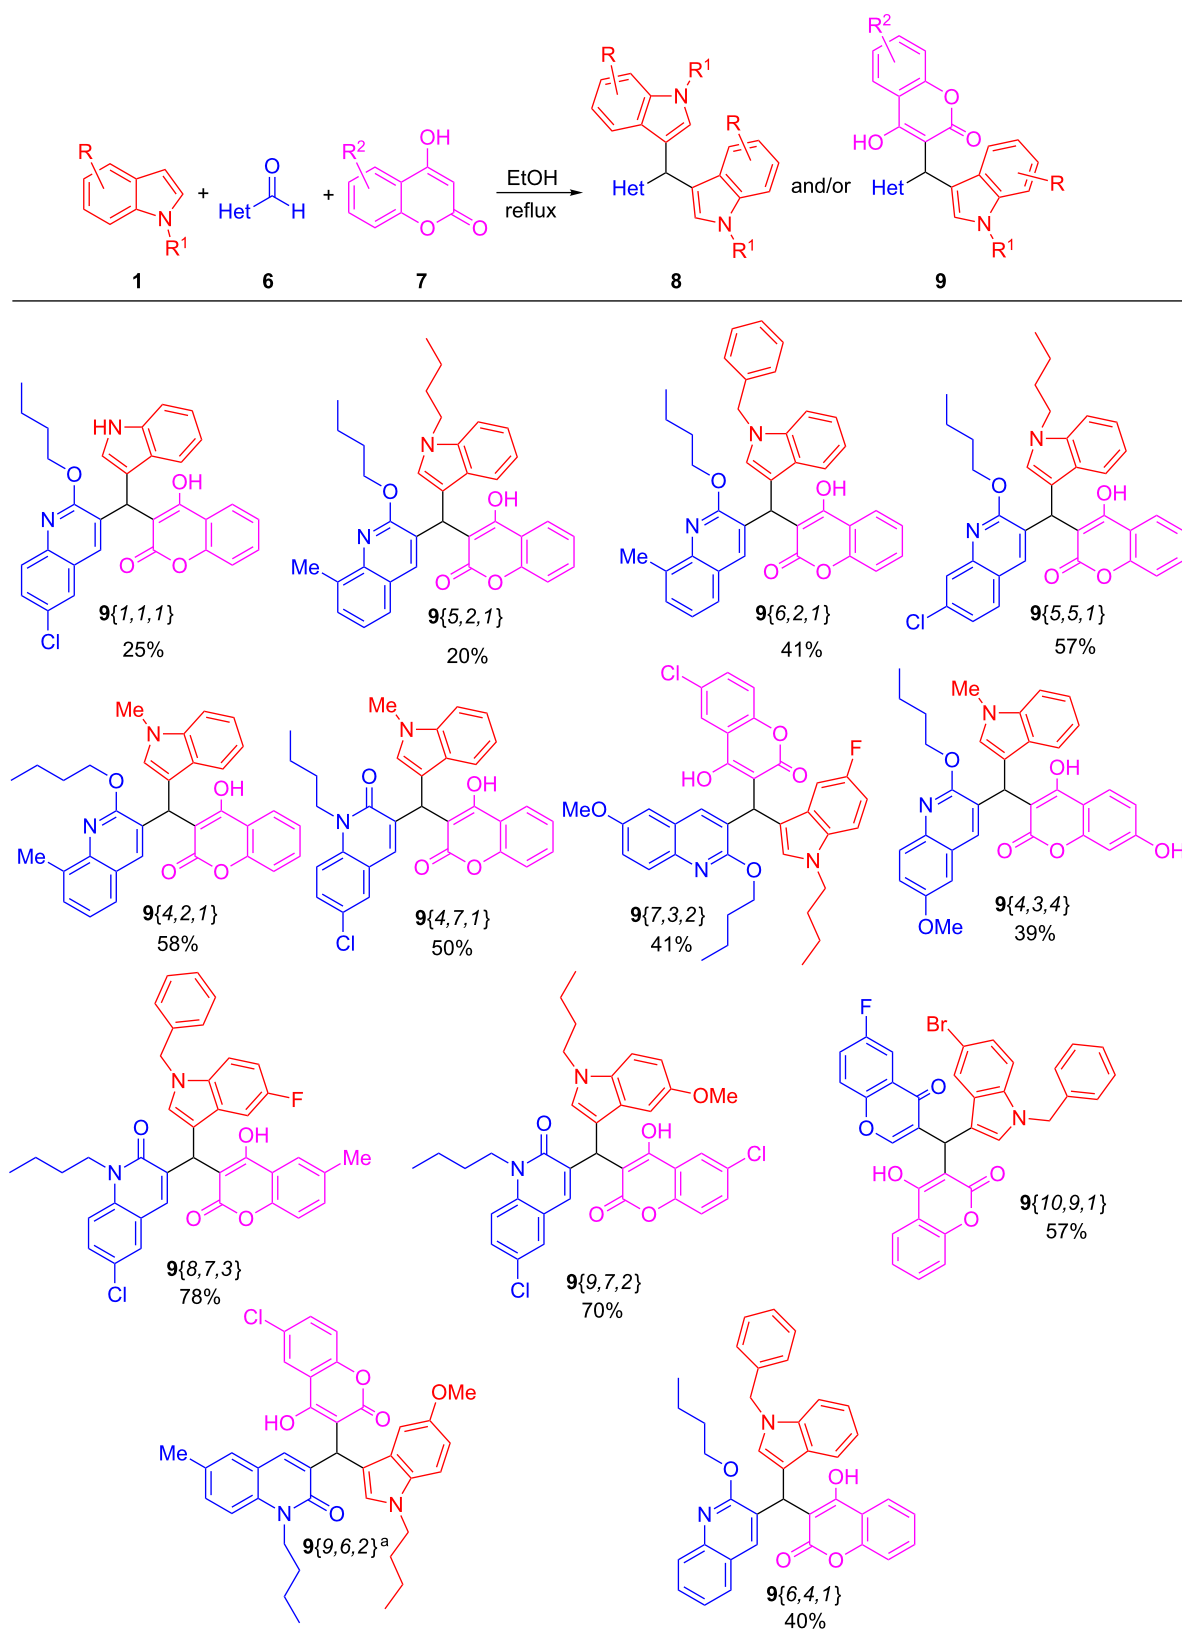 R
N
R1
1
+
O
Het
H
6
+
R2
OH
O
O
7
EtOH
reflux
R
R1
N
R
Het
N
R1
8
and/or
R2
O
O
HO
Het
R
N
R1
9
HN
O
N
OH
O
O
Cl
9{1,1,1}
25%
N
O
N
OH
Me
O
O
9{5,2,1}
20%
N
O
N
OH
Me
O
O
9{6,2,1}
41%
N
O
N
OH
O
O
Cl
9{5,5,1}
57%
Me
N
O
N
OH
Me
O
O
9{4,2,1}
58%
Me
N
O
N
OH
O
O
Cl
9{4,7,1}
50%
Cl
O
O
HO
F
MeO
N
O
N
9{7,3,2}
41%
Me
N
O
N
OH
O
O
OH
OMe
9{4,3,4}
39%
N
F
O
N
OH
Me
O
O
Cl
9{8,7,3}
78%
N
OMe
O
N
OH
Cl
O
O
Cl
9{9,7,2}
70%
F
Br
O
O
N
HO
O
O
9{10,9,1}
57%
Cl
O
O
HO
OMe
Me
N
O
N
9{9,6,2}a
N
O
N
OH
O
O
9{6,4,1}
40%